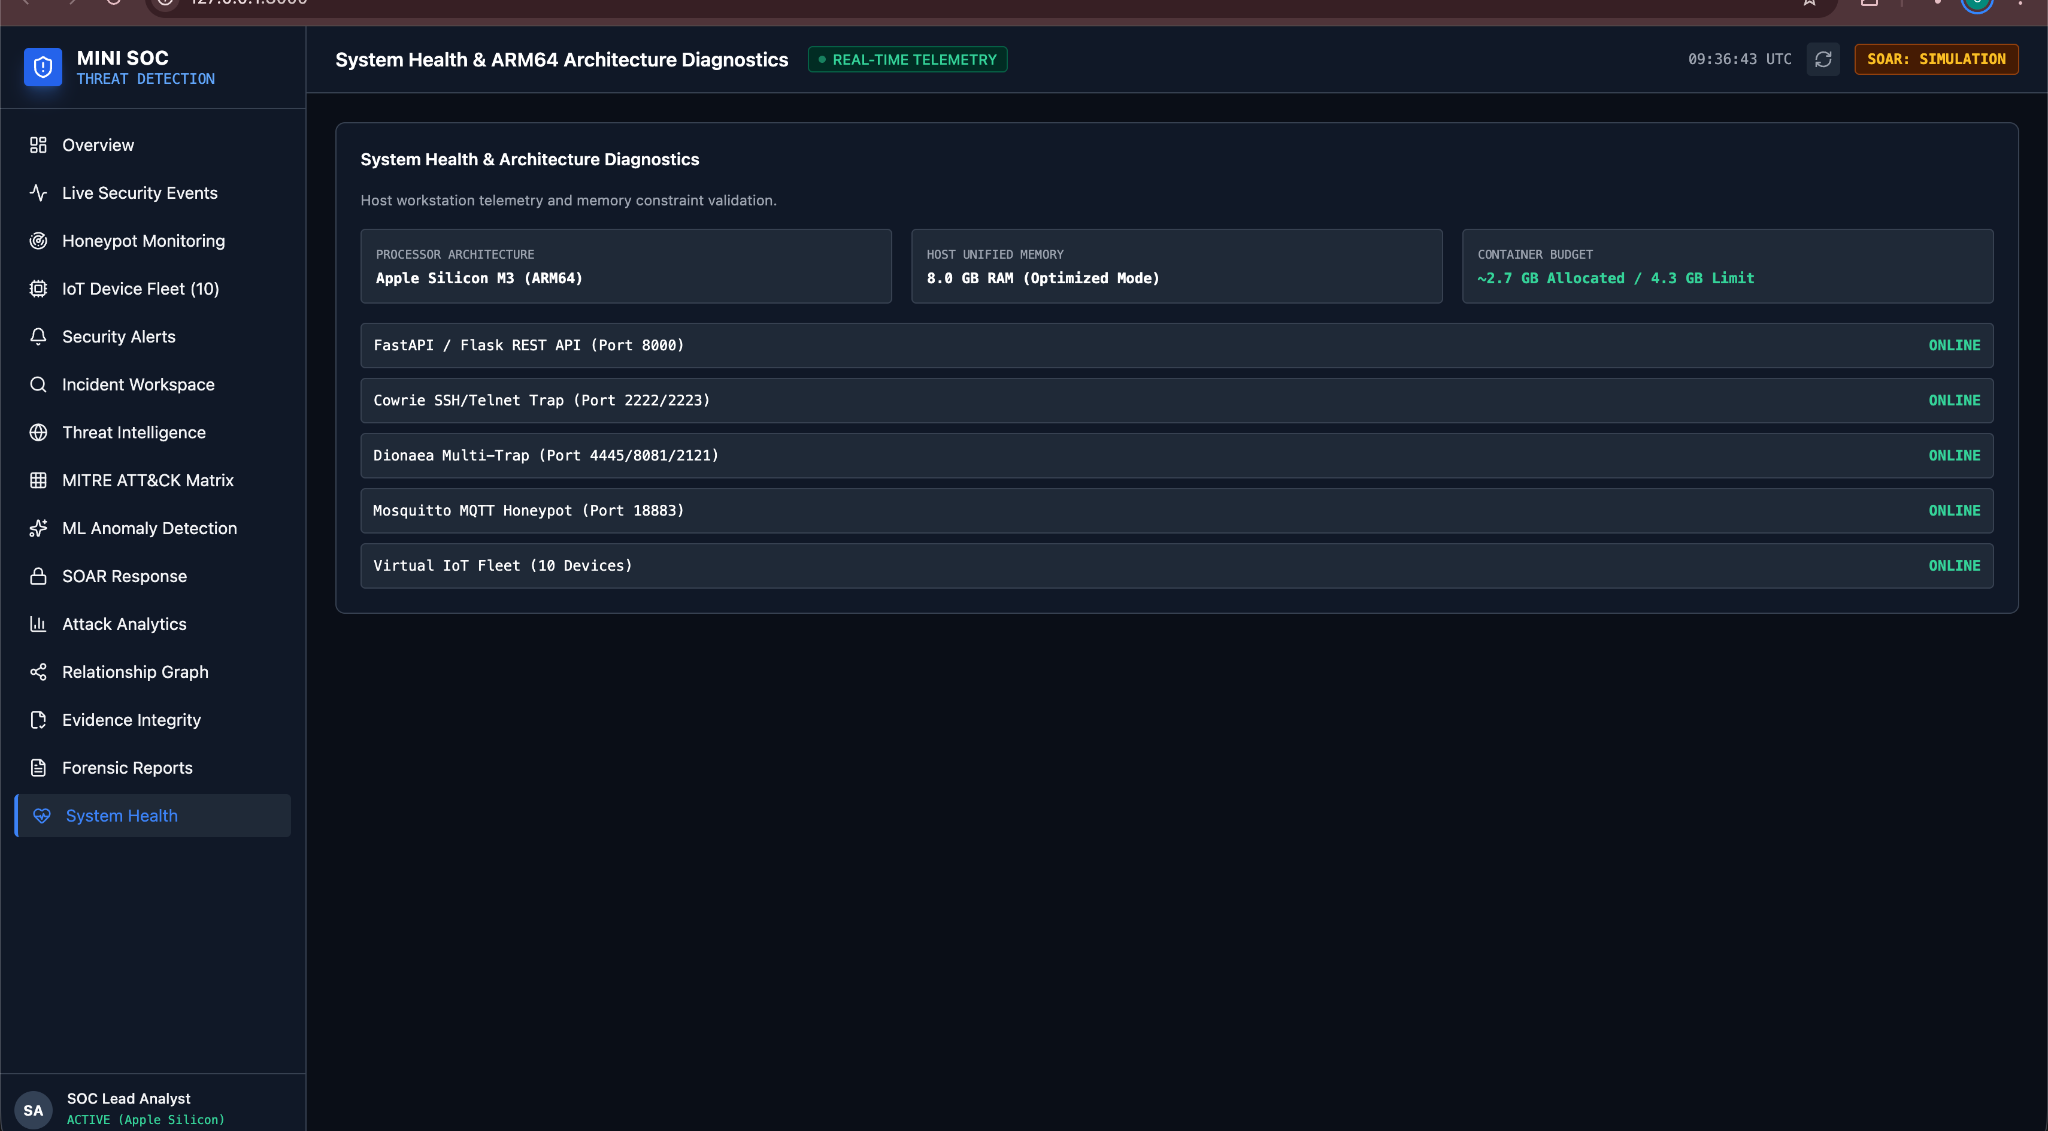 MINI SOC
THREAT DETECTION
Overview
Live Security Events
Honeypot Monitoring
IoT Device Fleet (10)
Security Alerts
Incident Workspace
Threat Intelligence
MITRE ATT&CK Matrix
ML Anomaly Detection
SOAR Response
Attack Analytics
Relationship Graph
Evidence Integrity
Forensic Reports
System Health
SA
SOC Lead Analyst
ACTIVE (Apple Silicon)
System Health & ARM64 Architecture Diagnostics
REAL-TIME TELEMETRY
09:36:43 UTC
SOAR: SIMULATION
System Health & Architecture Diagnostics
Host workstation telemetry and memory constraint validation.
PROCESSOR ARCHITECTURE
Apple Silicon M3 (ARM64)
HOST UNIFIED MEMORY
8.0 GB RAM (Optimized Mode)
CONTAINER BUDGET
~2.7 GB Allocated / 4.3 GB Limit
FastAPI / Flask REST API (Port 8000)
ONLINE
Cowrie SSH/Telnet Trap (Port 2222/2223)
ONLINE
Dionaea Multi-Trap (Port 4445/8081/2121)
ONLINE
Mosquitto MQTT Honeypot (Port 18883)
ONLINE
Virtual IoT Fleet (10 Devices)
ONLINE